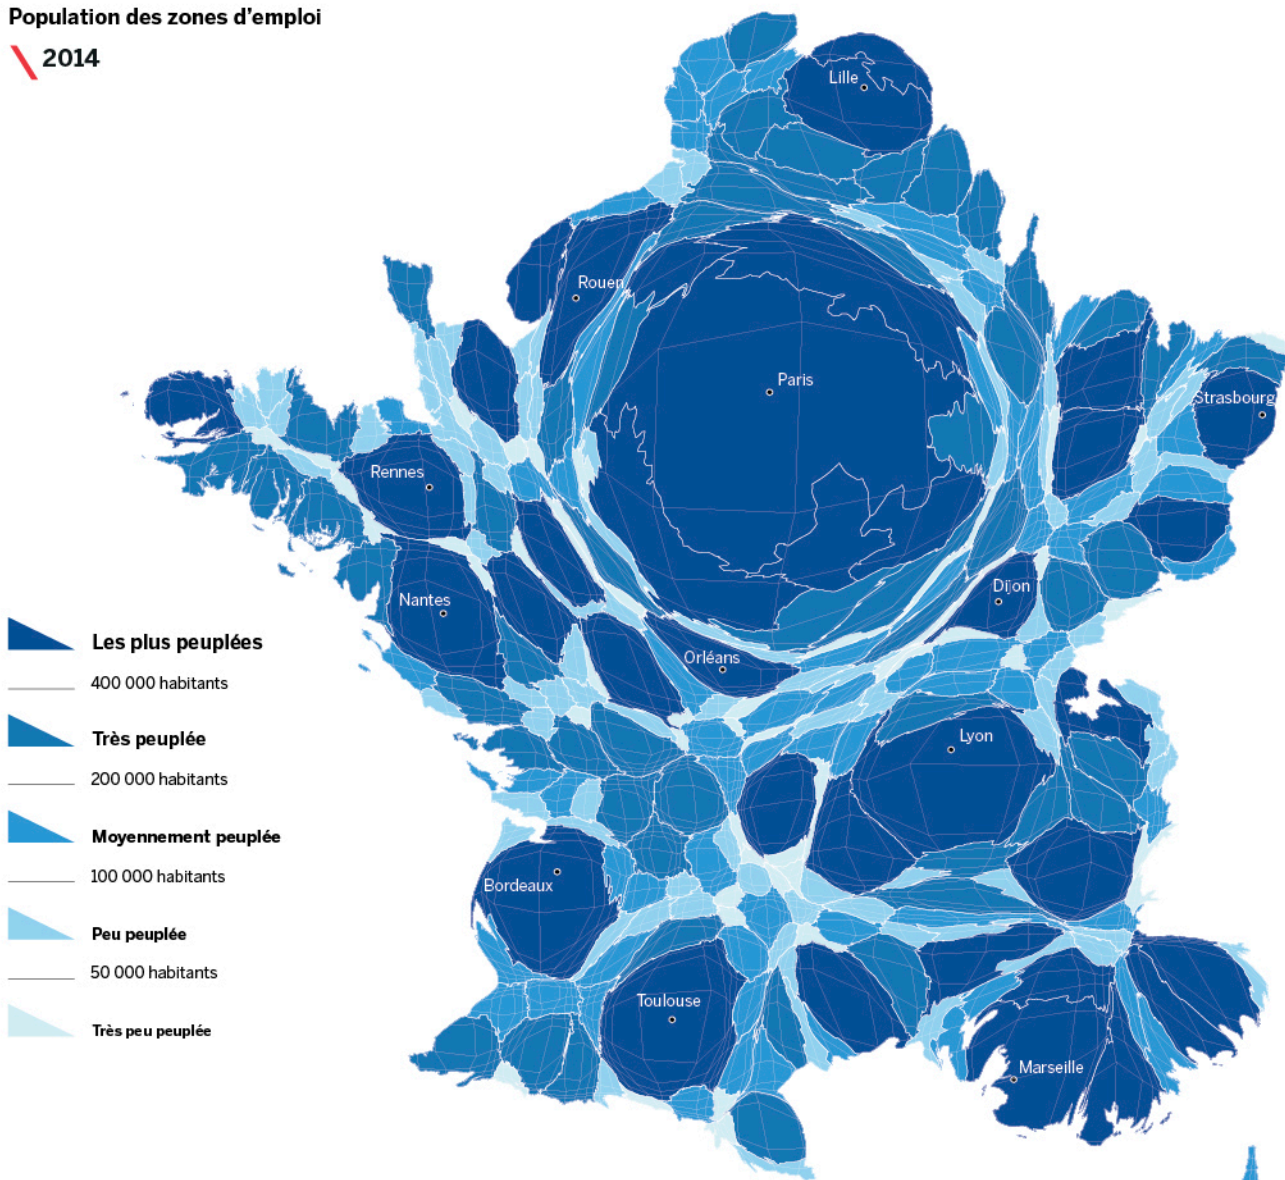 Population des zones d’emploi
2014
Lille
Rouen
Paris
Strasbourg
Rennes
Dijon
Nantes
Orléans
Lyon
Bordeaux
Toulouse
Marseille
Les plus peuplées
400 000 habitants
Très peuplée
200 000 habitants
Moyennement peuplée
100 000 habitants
Peu peuplée
50 000 habitants
Très peu peuplée